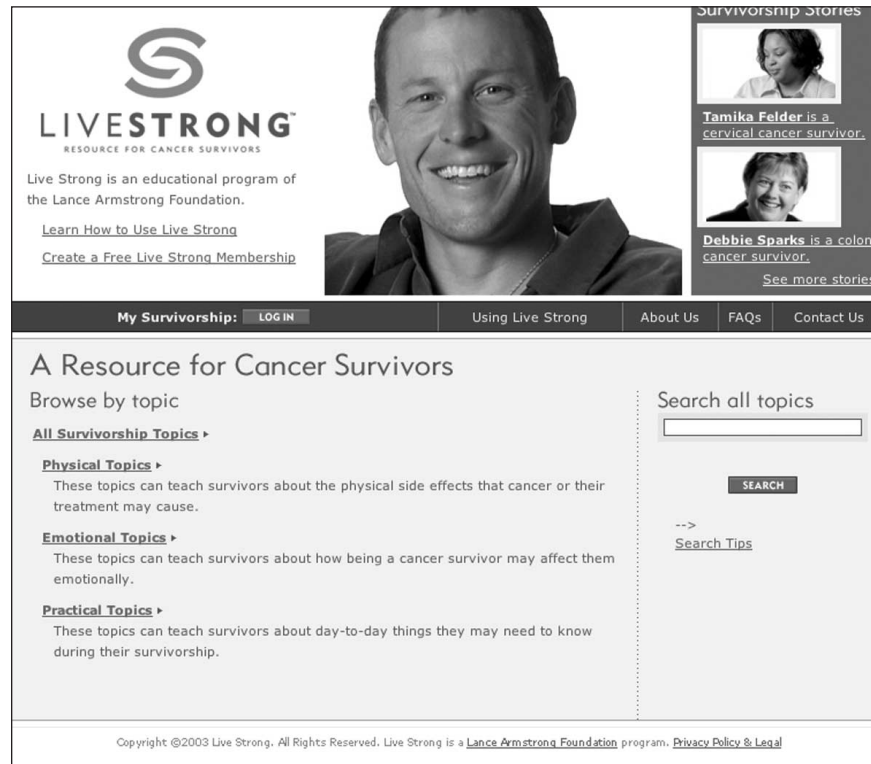 LIVESTRONG™
RESOURCE FOR CANCER SURVIVORS
Live Strong is an educational program of
the Lance Armstrong Foundation.
Learn How to Use Live Strong
Create a Free Live Strong Membership
Survivorship Stories
Tamika Felder is a
cervical cancer survivor.
Debbie Sparks is a colon
cancer survivor.
See more stories
My Survivorship: LOG IN Using Live Strong About Us FAQs Contact Us
A Resource for Cancer Survivors
Browse by topic
All Survivorship Topics
Physical Topics
These topics can teach survivors about the physical side effects that cancer or their
treatment may cause.
Emotional Topics
These topics can teach survivors about how being a cancer survivor may affect them
emotionally.
Practical Topics
These topics can teach survivors about day-to-day things they may need to know
during their survivorship.
Search all topics
SEARCH
-->
Search Tips
Copyright ©2003 Live Strong. All Rights Reserved. Live Strong is a Lance Armstrong Foundation program. Privacy Policy & Legal